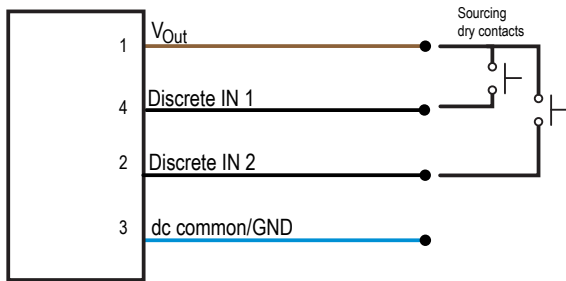 Sourcing
dry contacts
1 VOut
4 Discrete IN 1
2 Discrete IN 2
3 dc common/GND